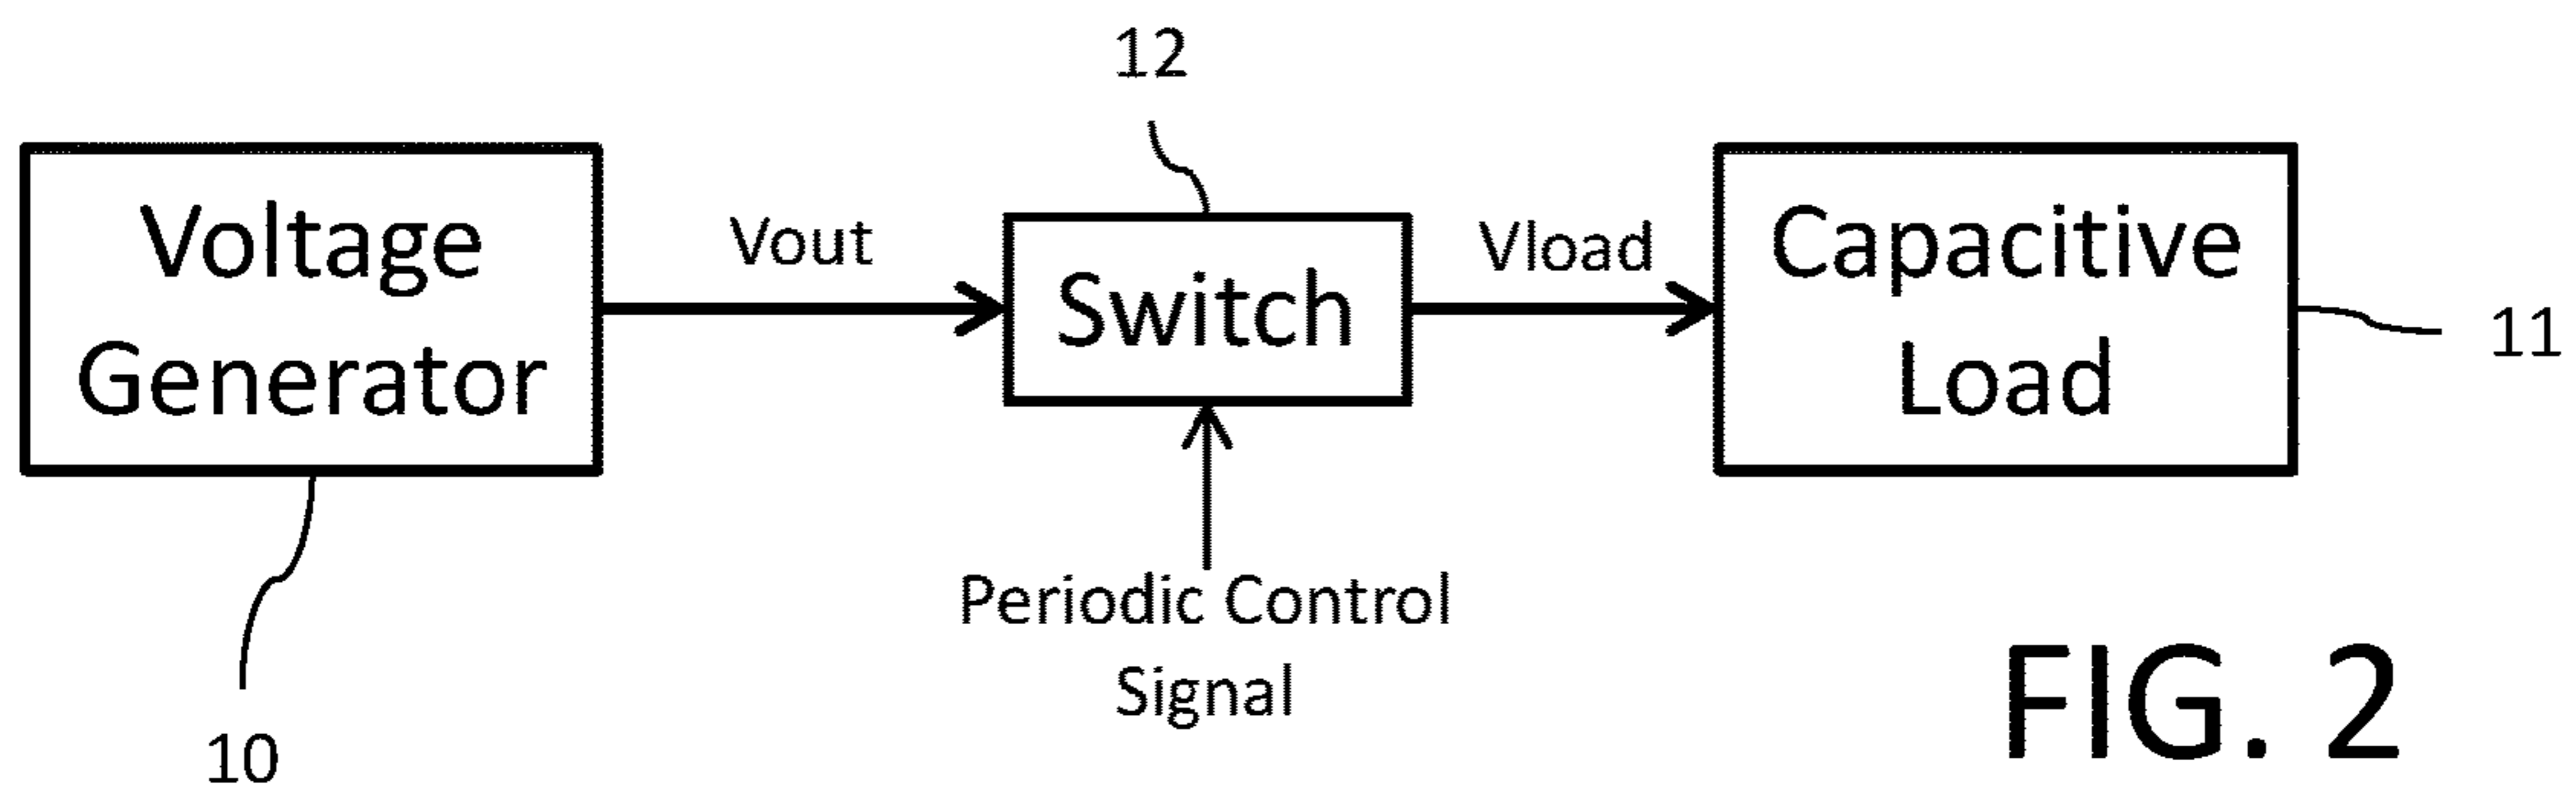 12
Voltage
Generator
Vout
Switch
Vload
Capacitive
Load
11
Periodic Control
Signal
10
FIG. 2